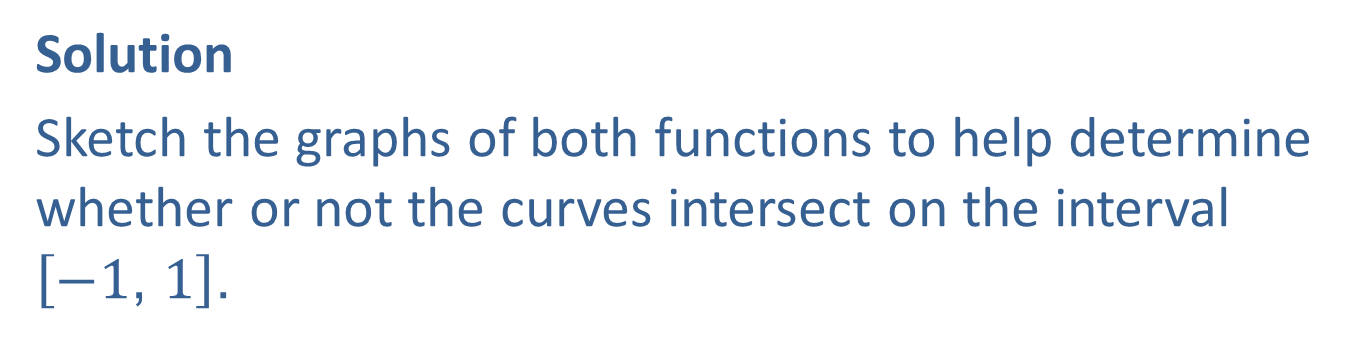 Solution
Sketch the graphs of both functions to help determine
whether or not the curves intersect on the interval
[−1, 1].